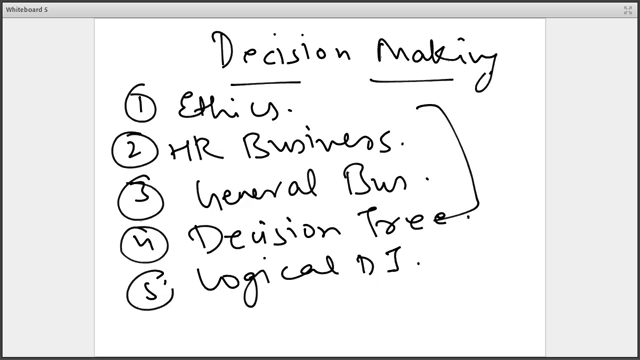 Whiteboard 5
Decision Making
① Ethics.
② HR Business.
③ General Bus.
④ Decision Tree.
⑤ Logical DI.